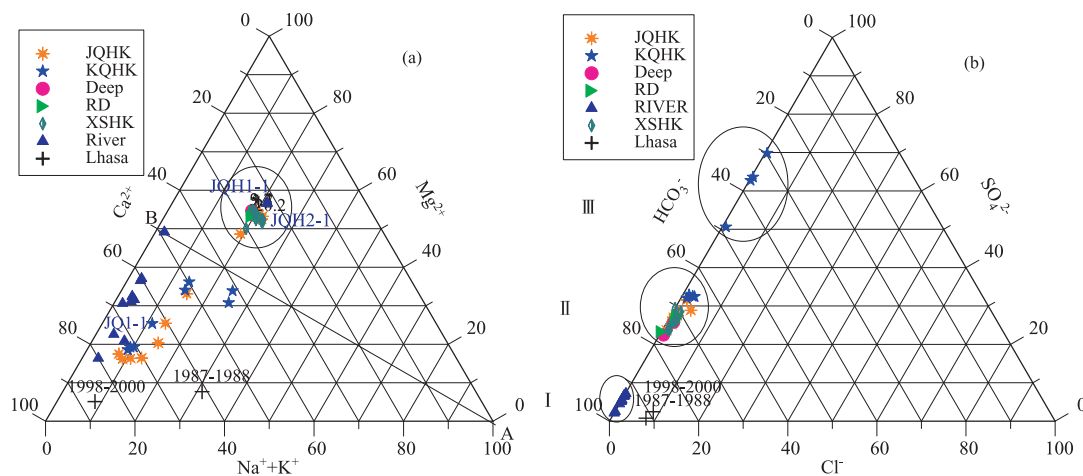 (a)
JQHK
KQHK
Deep
RD
XSHK
River
Lhasa
0
100
20
80
40
60
60
40
80
20
100
0
Ca²⁺
Mg²⁺
B
A
JQH1-1
JQH2-1
JQ1-1
1998-2000
1987-1988
0
20
40
60
80
100
Na⁺+K⁺
(b)
JQHK
KQHK
Deep
RD
RIVER
XSHK
Lhasa
0
100
20
80
40
60
60
40
80
20
100
0
HCO₃⁻
SO₄²⁻
III
II
I
1998-2000
1987-1988
0
20
40
60
80
100
Cl⁻